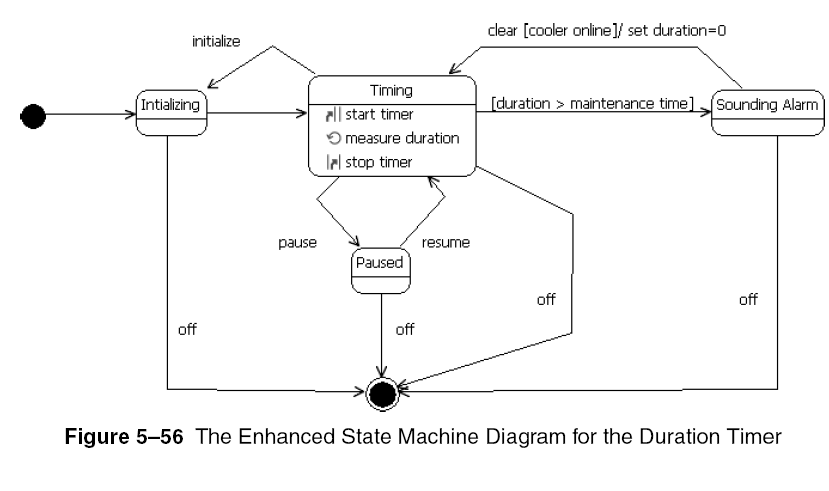 clear [cooler online]/ set duration=0
initialize
Timing
Intializing
start timer
[duration > maintenance time]
Sounding Alarm
measure duration
stop timer
pause
resume
Paused
off
off
off
off
Figure 5–56 The Enhanced State Machine Diagram for the Duration Timer